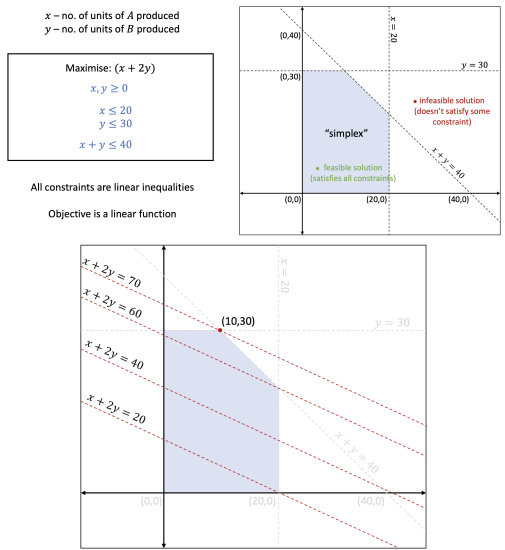 x – no. of units of A produced
y – no. of units of B produced
Maximise: (x + 2y)
x, y ≥ 0
x ≤ 20
y ≤ 30
x + y ≤ 40
All constraints are linear inequalities
Objective is a linear function
(0,40)
x = 20
y = 30
(0,30)
• infeasible solution
(doesn't satisfy some
constraint)
"simplex"
x + y = 40
• feasible solution
(satisfies all constraints)
(0,0)
(20,0)
(40,0)
x + 2y = 70
x = 20
x + 2y = 60
(10,30)
y = 30
x + 2y = 40
x + 2y = 20
x + y = 40
(0,0)
(20,0)
(40,0)